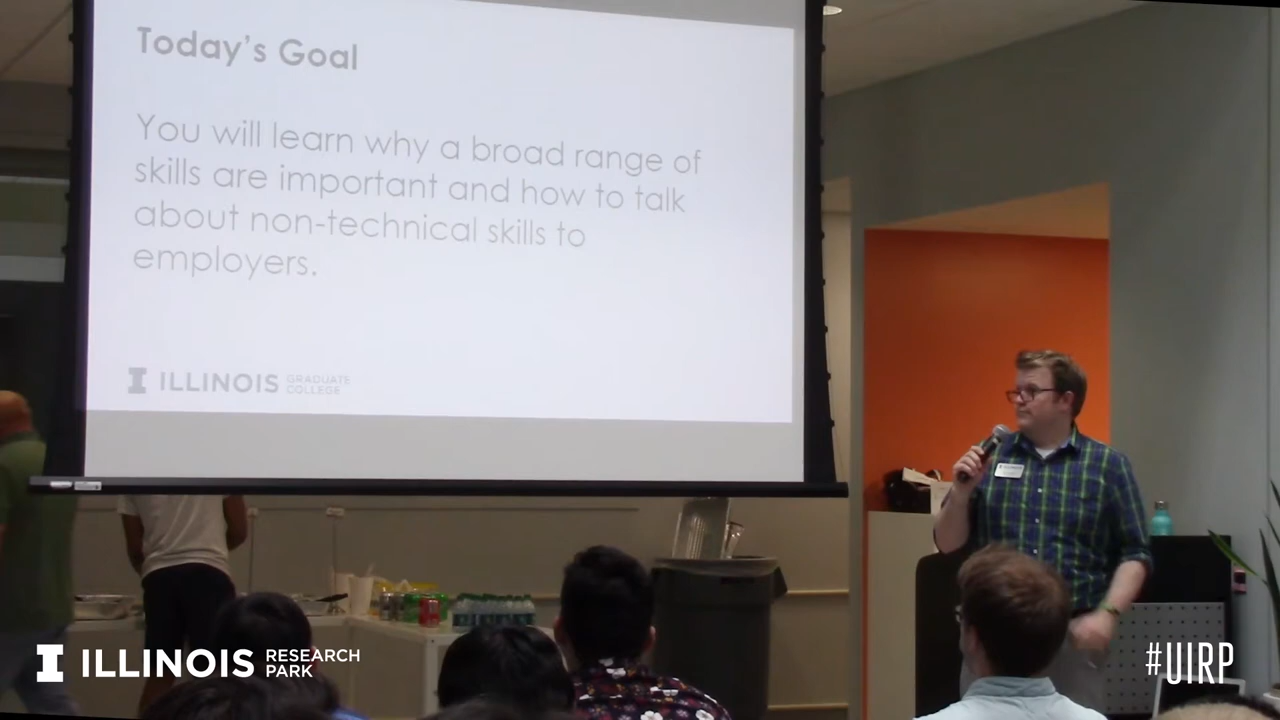 Today's Goal
You will learn why a broad range of
skills are important and how to talk
about non-technical skills to
employers.
I ILLINOIS GRADUATE
COLLEGE
I ILLINOIS RESEARCH
PARK
#UIRP